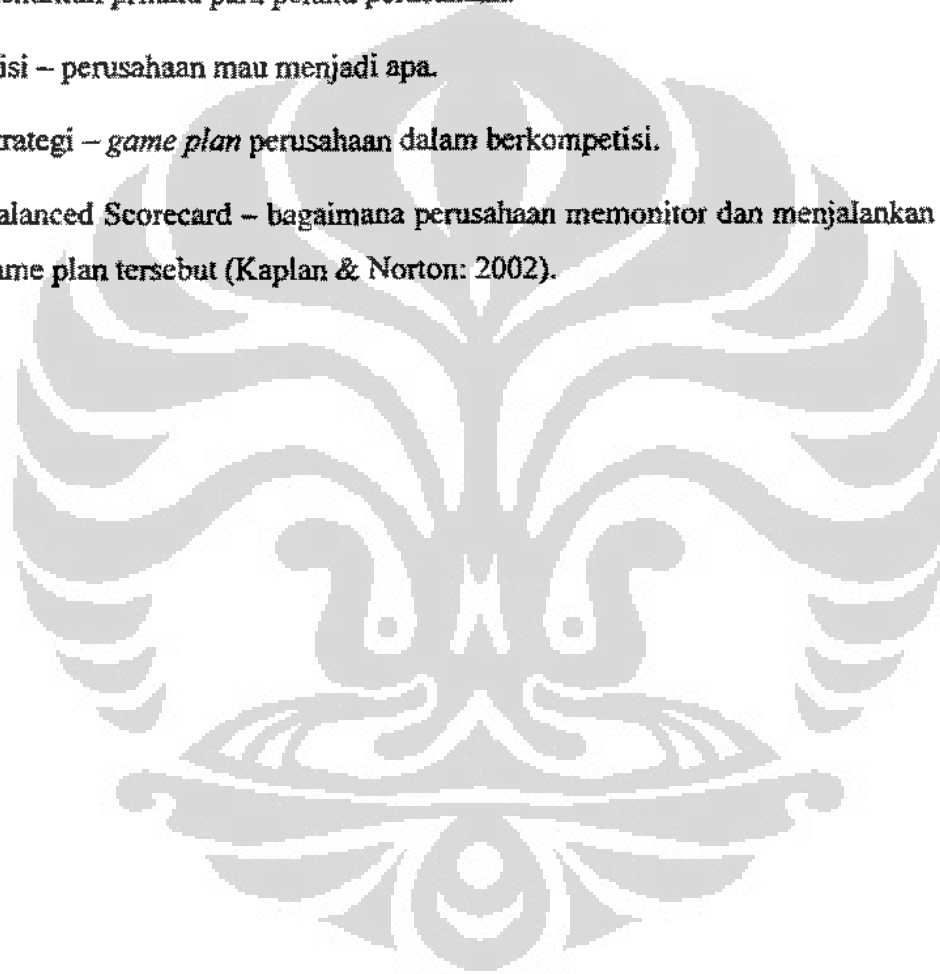 isi – perusahaan mau menjadi apa.
rategi – game plan perusahaan dalam berkompetisi.
alanced Scorecard – bagaimana perusahaan memonitor dan menjalankan
ame plan tersebut (Kaplan & Norton: 2002).